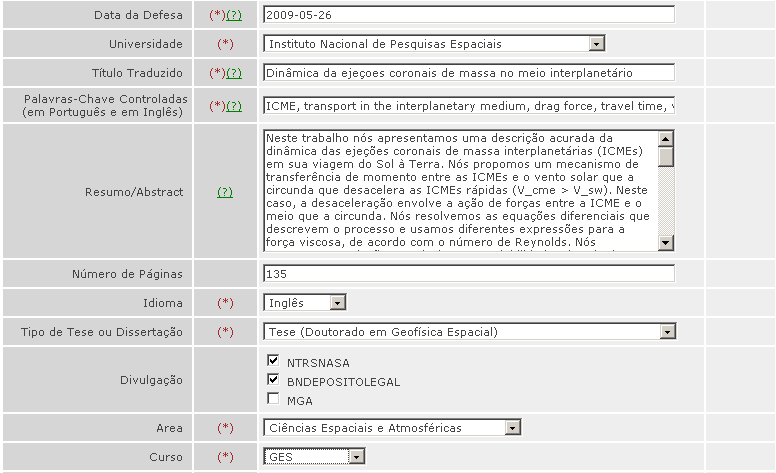 Data da Defesa (*)(?) 2009-05-26
Universidade (*) Instituto Nacional de Pesquisas Espaciais
Título Traduzido (*)(?) Dinâmica da ejeçoes coronais de massa no meio interplanetário
Palavras-Chave Controladas
(em Português e em Inglês) (*)(?) ICME, transport in the interplanetary medium, drag force, travel time,
Resumo/Abstract (?)
Neste trabalho nós apresentamos uma descrição acurada da
dinâmica das ejeções coronais de massa interplanetárias (ICMEs)
em sua viagem do Sol à Terra. Nós propomos um mecanismo de
transferência de momento entre as ICMEs e o vento solar que a
circunda que desacelera as ICMEs rápidas (V_cme > V_sw). Neste
caso, a desaceleração envolve a ação de forças entre a ICME e o
meio que a circunda. Nós resolvemos as equações diferenciais que
descrevem o processo e usamos diferentes expressões para a
força viscosa, de acordo com o número de Reynolds. Nós
Número de Páginas 135
Idioma (*) Inglês
Tipo de Tese ou Dissertação (*) Tese (Doutorado em Geofísica Espacial)
Divulgação
NTRSNASA
BNDEPOSITOLEGAL
MGA
Area (*) Ciências Espaciais e Atmosféricas
Curso (*) GES